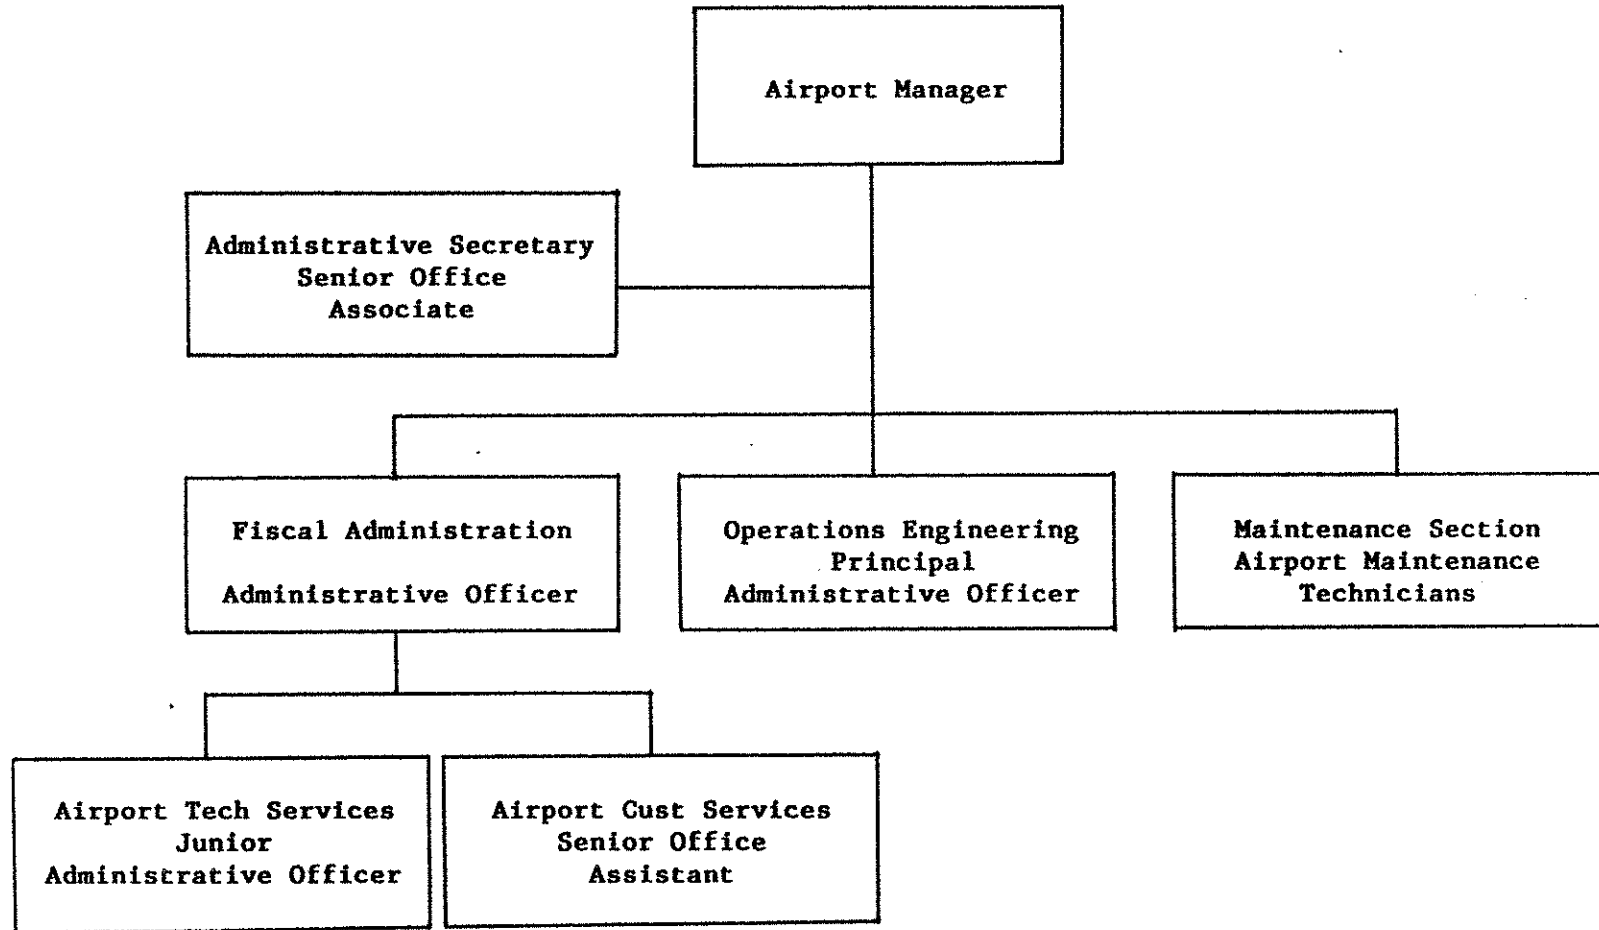 Airport Manager
Administrative Secretary
Senior Office
Associate
Fiscal Administration
Administrative Officer
Operations Engineering
Principal
Administrative Officer
Maintenance Section
Airport Maintenance
Technicians
Airport Tech Services
Junior
Administrative Officer
Airport Cust Services
Senior Office
Assistant